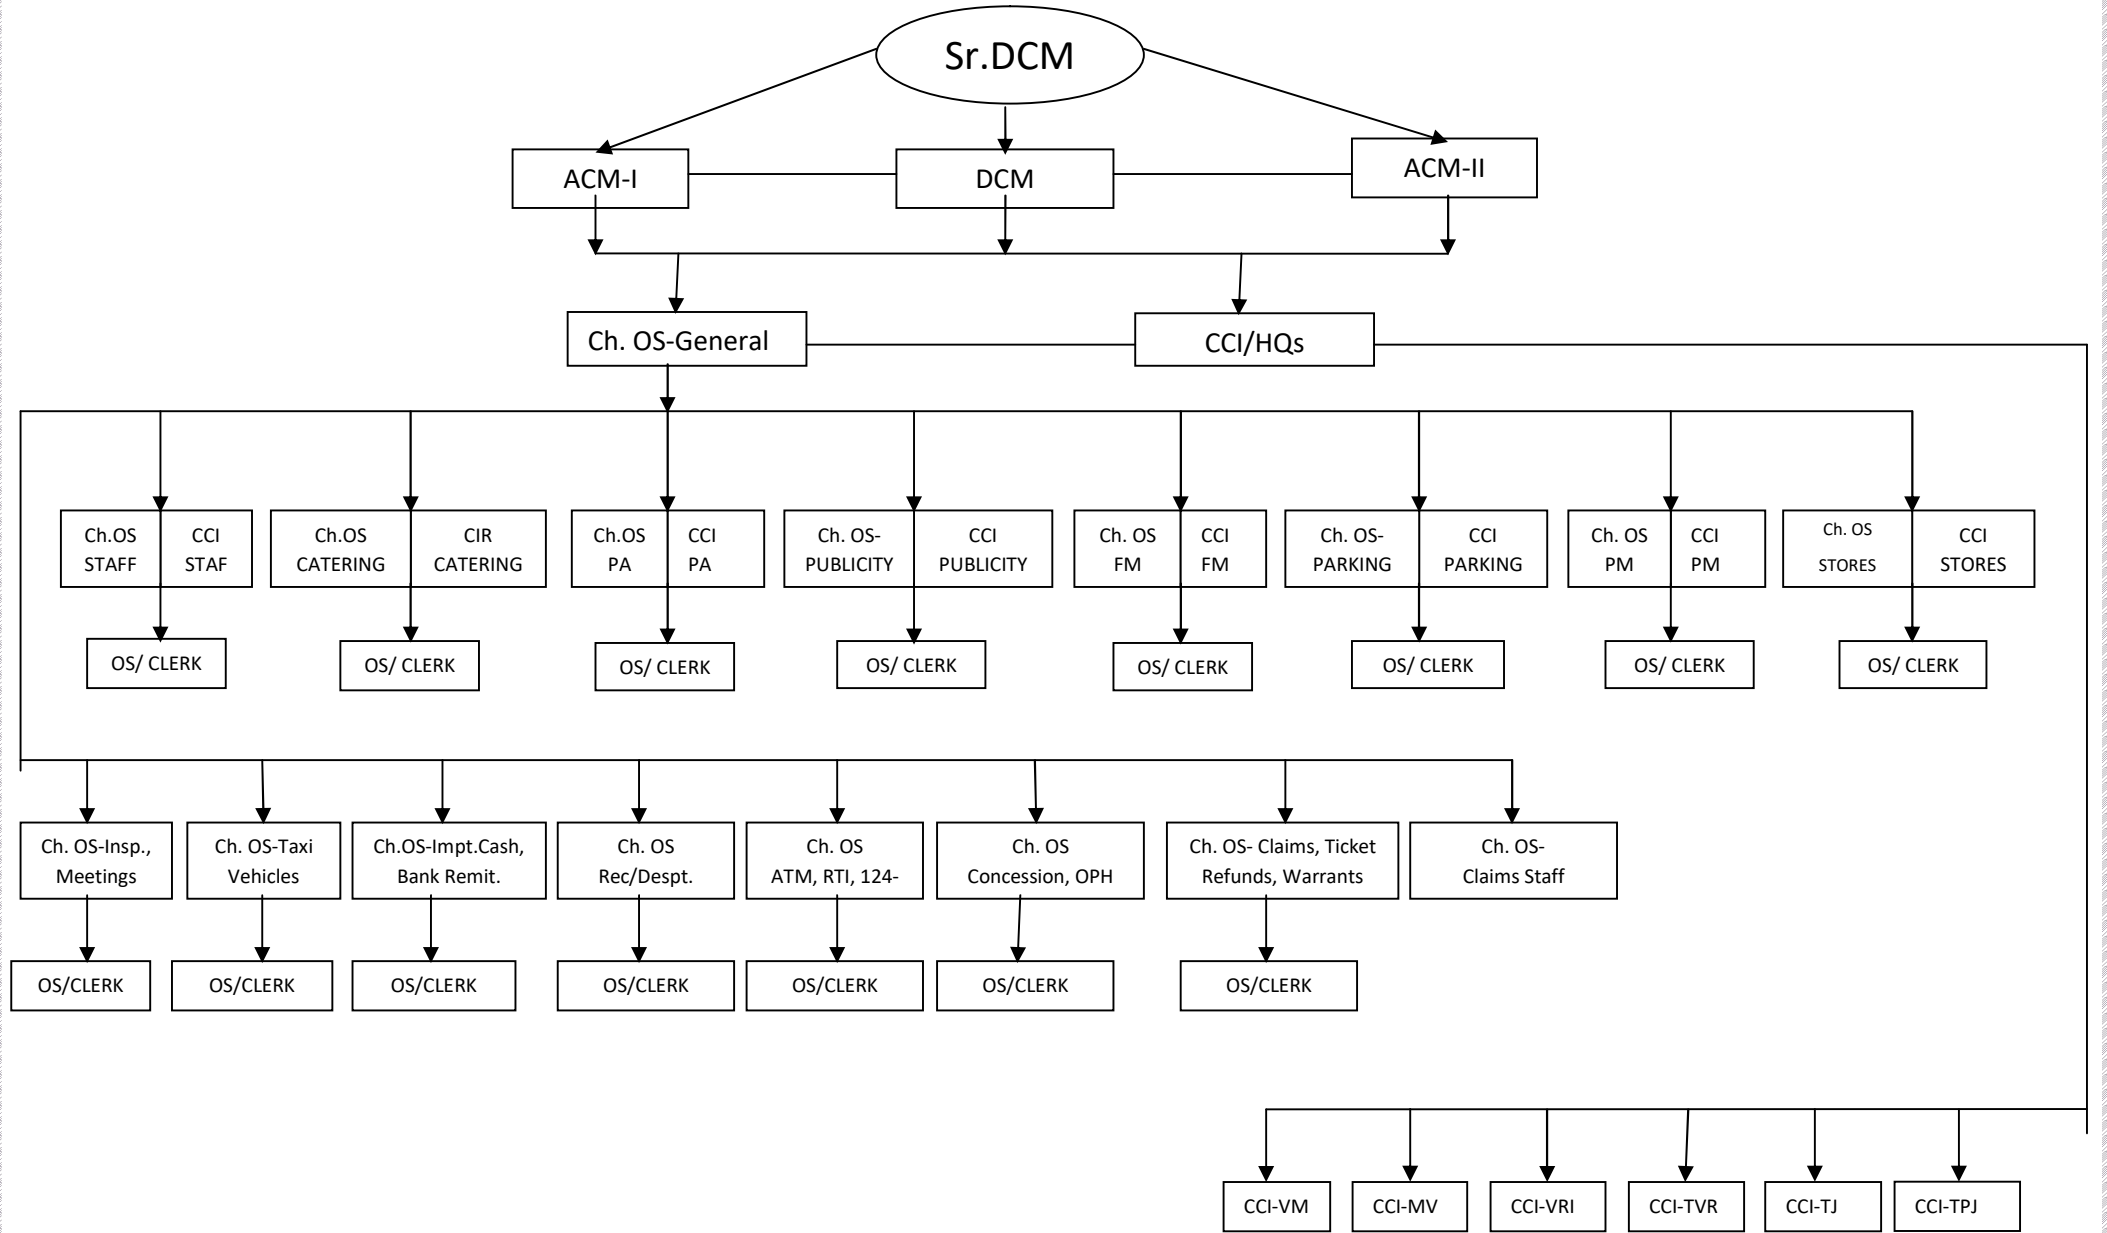 Sr.DCM
ACM-I
DCM
ACM-II
Ch. OS-General
CCI/HQs
Ch.OS
STAFF
CCI
STAF
Ch.OS
CATERING
CIR
CATERING
Ch.OS
PA
CCI
PA
Ch. OS-
PUBLICITY
CCI
PUBLICITY
Ch. OS
FM
CCI
FM
Ch. OS-
PARKING
CCI
PARKING
Ch. OS
PM
CCI
PM
Ch. OS
STORES
CCI
STORES
OS/ CLERK
OS/ CLERK
OS/ CLERK
OS/ CLERK
OS/ CLERK
OS/ CLERK
OS/ CLERK
OS/ CLERK
Ch. OS-Insp.,
Meetings
Ch. OS-Taxi
Vehicles
Ch.OS-Impt.Cash,
Bank Remit.
Ch. OS
Rec/Despt.
Ch. OS
ATM, RTI, 124-
Ch. OS
Concession, OPH
Ch. OS- Claims, Ticket
Refunds, Warrants
Ch. OS-
Claims Staff
OS/CLERK
OS/CLERK
OS/CLERK
OS/CLERK
OS/CLERK
OS/CLERK
OS/CLERK
CCI-VM
CCI-MV
CCI-VRI
CCI-TVR
CCI-TJ
CCI-TPJ